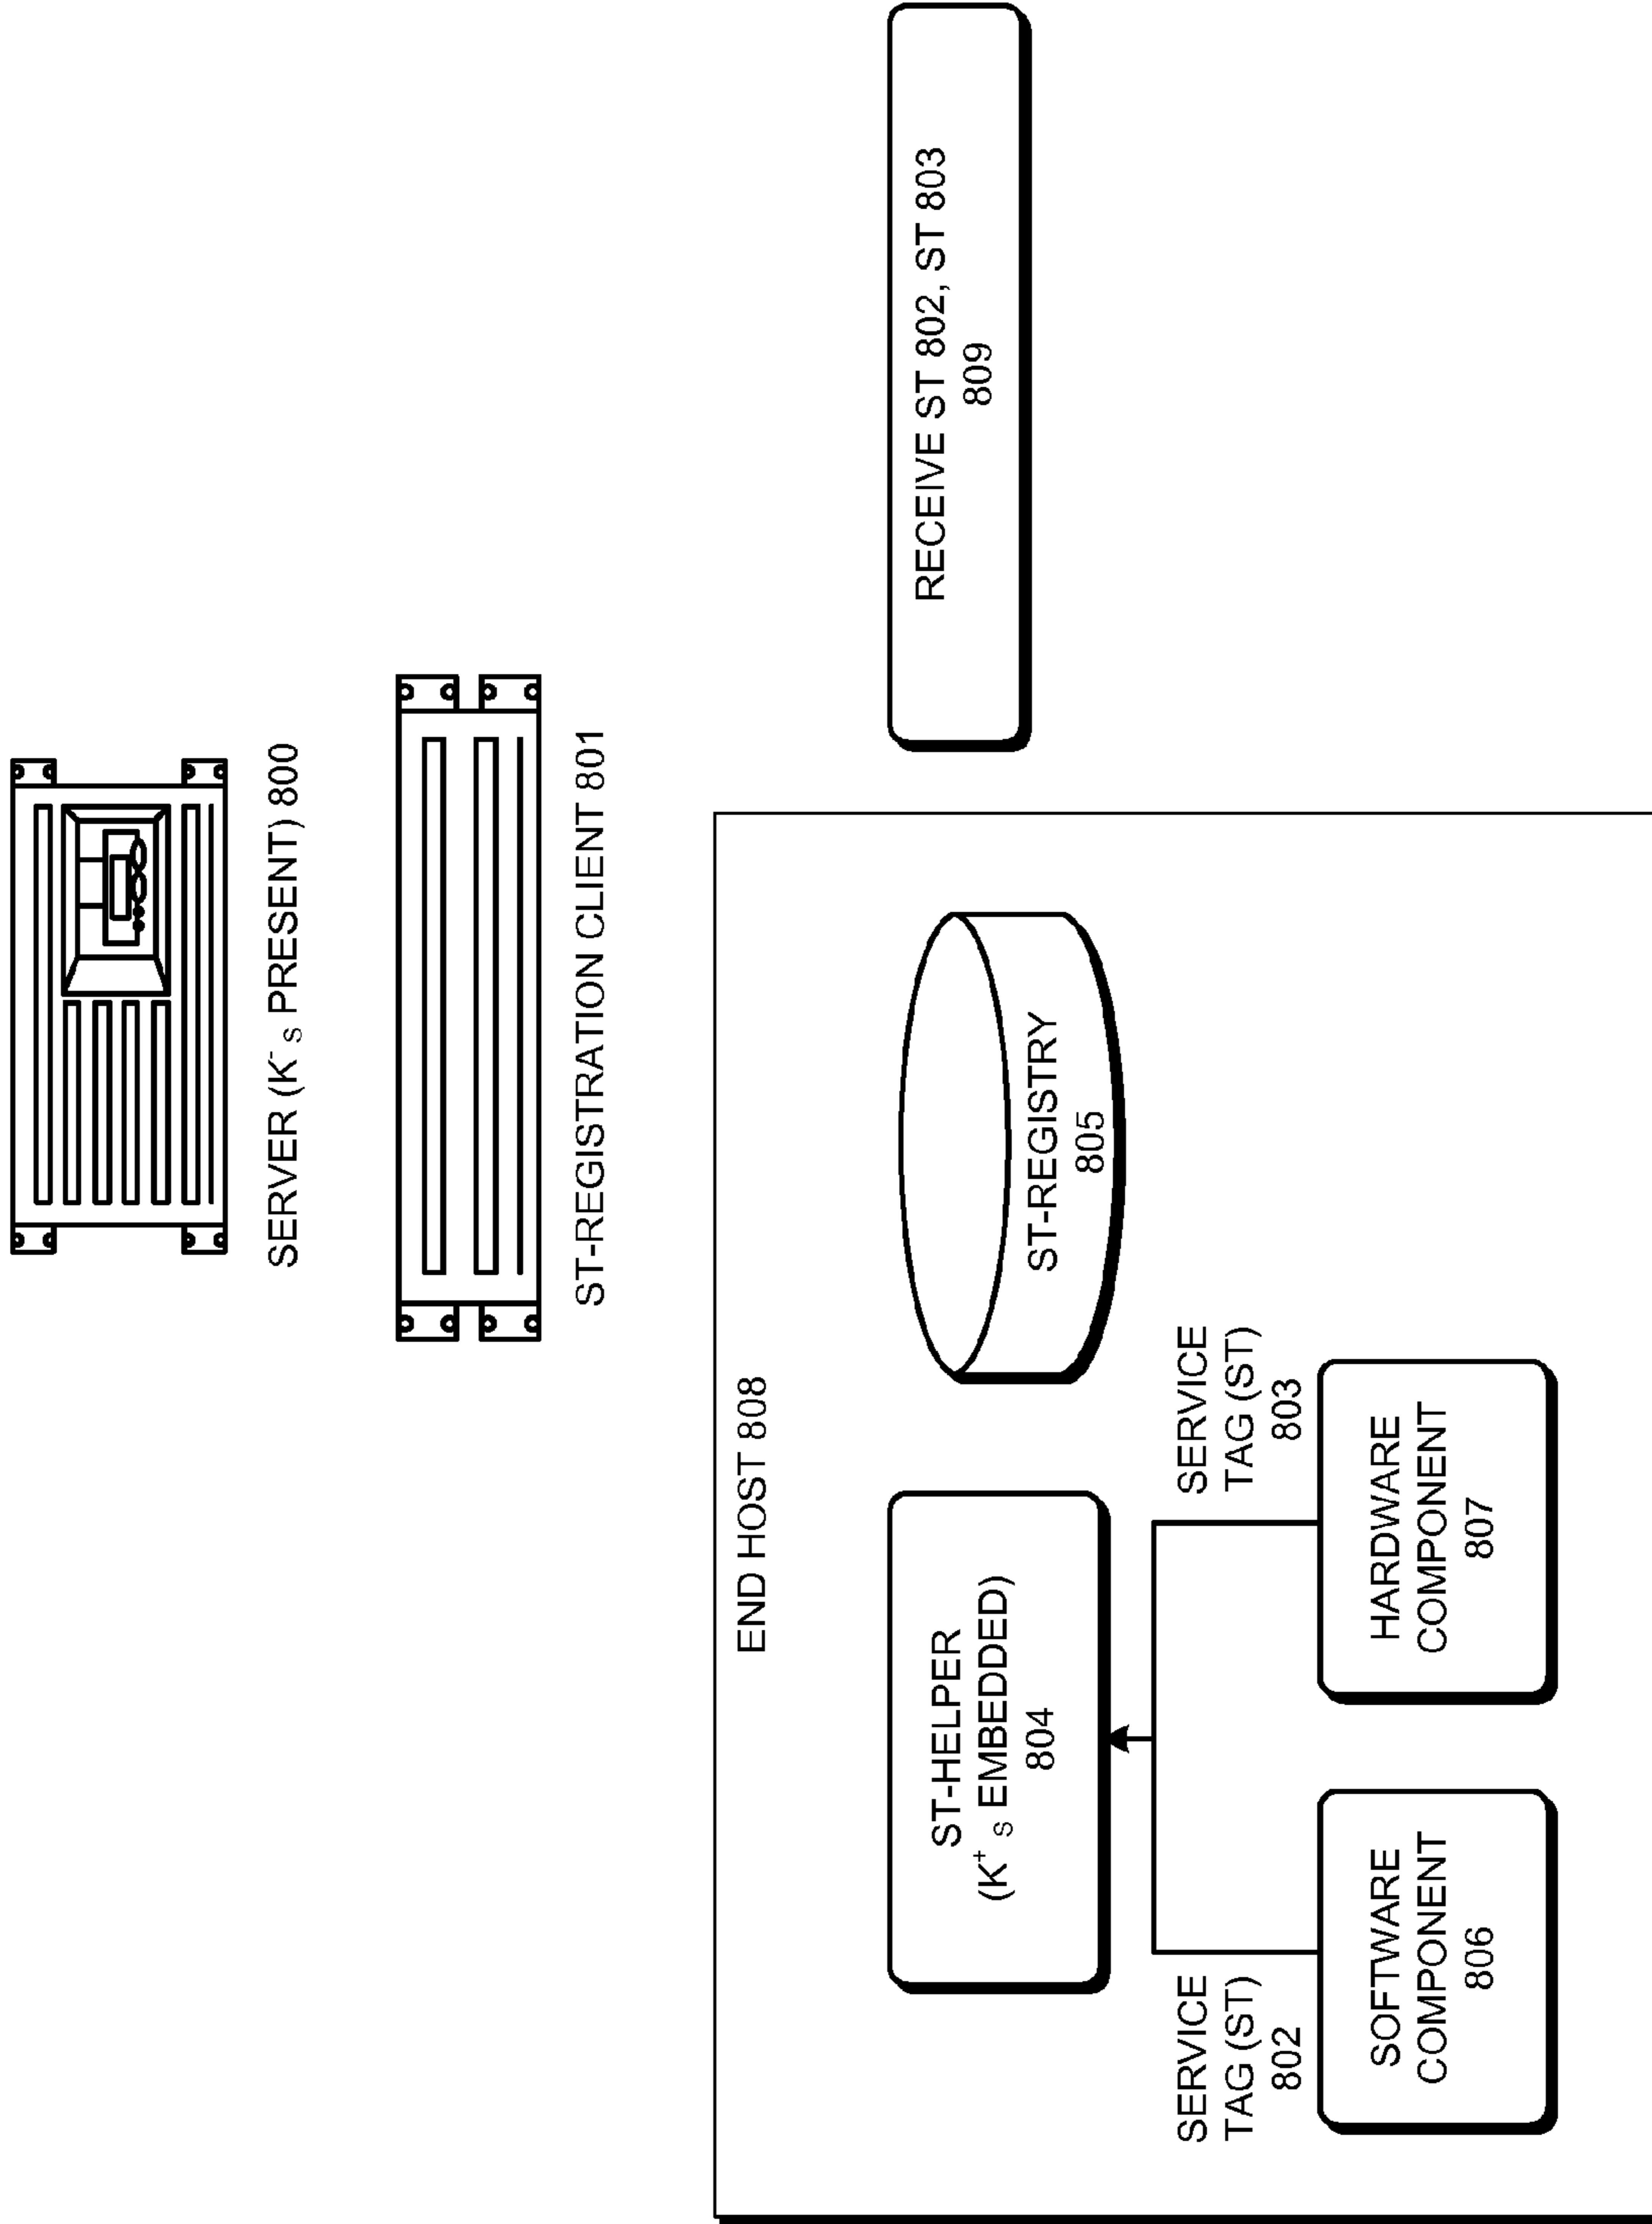 SERVER (K⁻ₛ PRESENT) 800
ST-REGISTRATION CLIENT 801
END HOST 808
ST-HELPER
(K⁺ₛ EMBEDDED)
804
ST-REGISTRY
805
RECEIVE ST 802, ST 803
809
SERVICE
TAG (ST)
802
SERVICE
TAG (ST)
803
SOFTWARE
COMPONENT
806
HARDWARE
COMPONENT
807